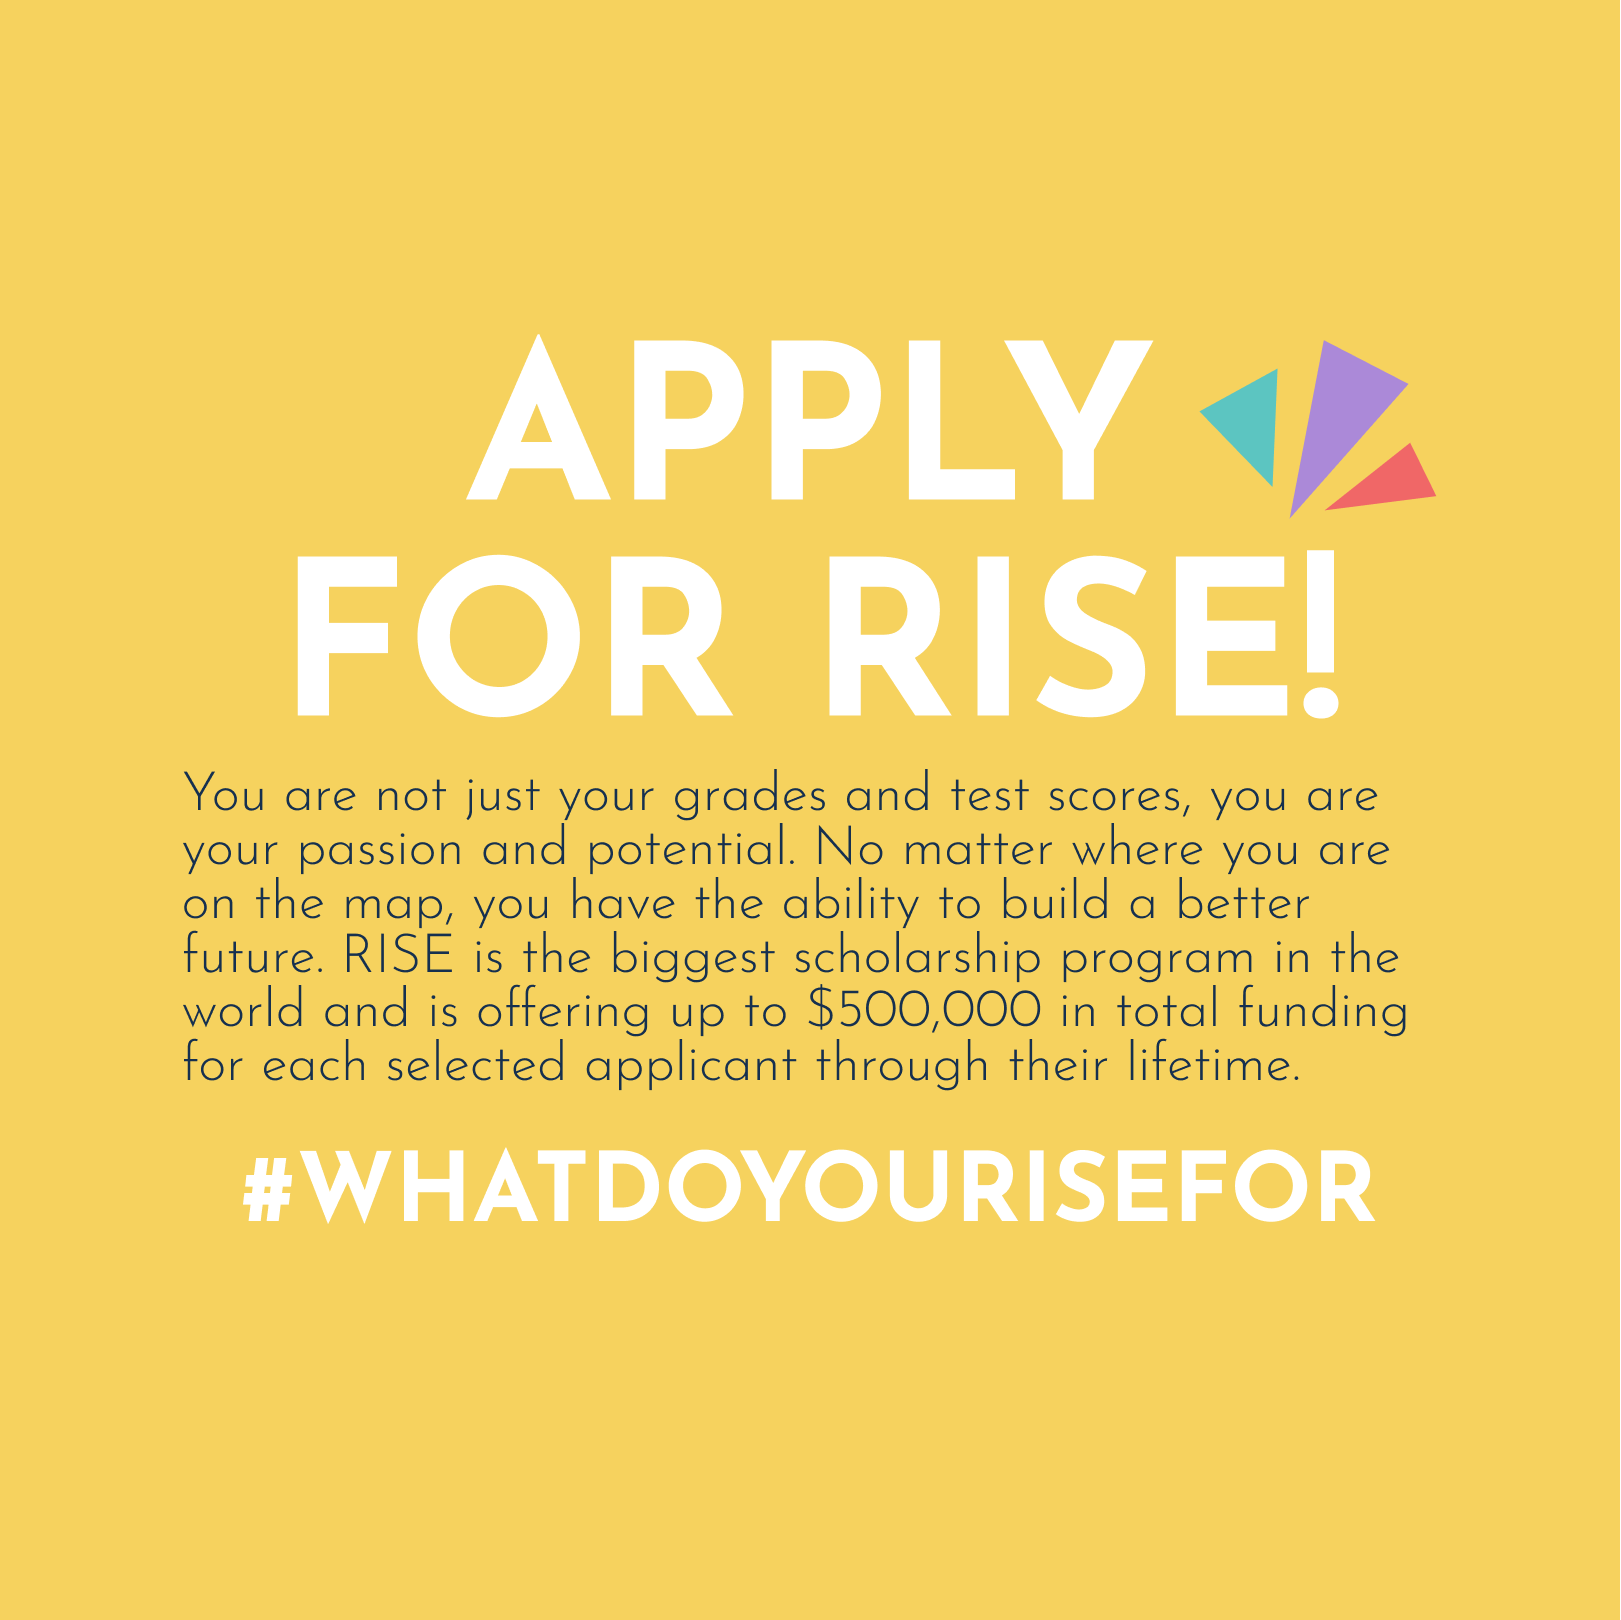 APPLY
FOR RISE!
You are not just your grades and test scores, you are
your passion and potential. No matter where you are
on the map, you have the ability to build a better
future. RISE is the biggest scholarship program in the
world and is offering up to $500,000 in total funding
for each selected applicant through their lifetime.
#WHATDOYOURISEFOR